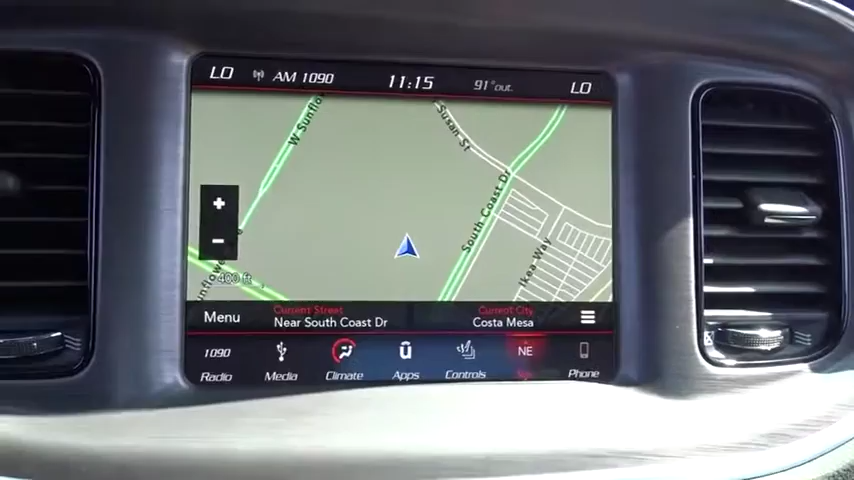 LO AM 1090 11:15 91°out. LO
W Sunflo
Susan St
South Coast Dr
Ikea Way
unflowe
400 ft
Menu
Current Street
Near South Coast Dr
Current City
Costa Mesa
1090
NE
Radio Media Climate Apps Controls Phone